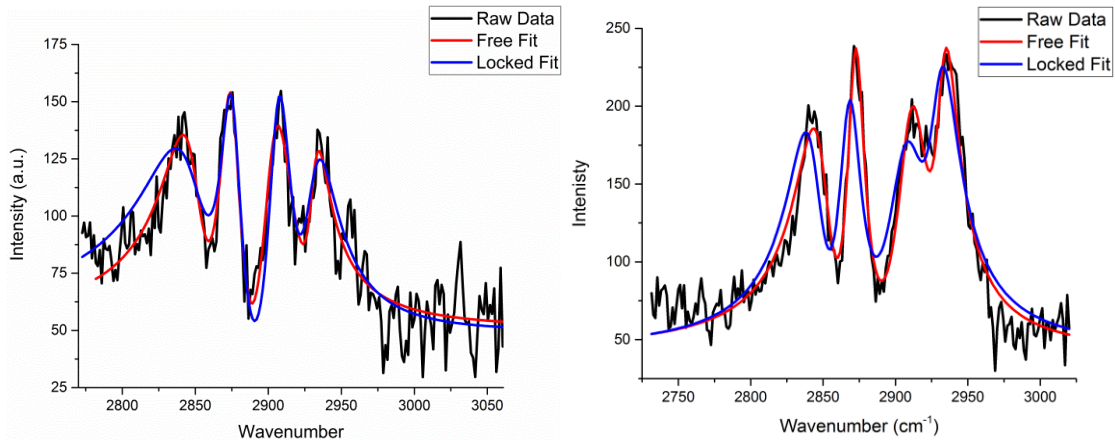 Raw Data
Free Fit
Locked Fit
175
150
125
100
75
50
25
2800 2850 2900 2950 3000 3050
Intensity (a.u.)
Wavenumber
Raw Data
Free Fit
Locked Fit
250
200
150
100
50
2750 2800 2850 2900 2950 3000
Intenisty
Wavenumber (cm⁻¹)